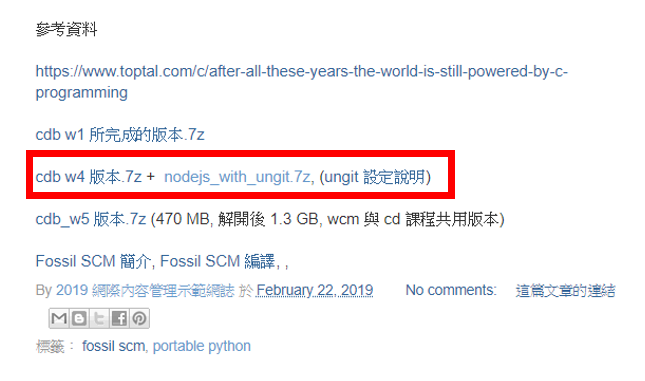 參考資料
https://www.toptal.com/c/after-all-these-years-the-world-is-still-powered-by-c-
programming
cdb w1 所完成的版本.7z
cdb w4 版本.7z + nodejs_with_ungit.7z, (ungit 設定說明)
cdb_w5 版本.7z (470 MB, 解開後 1.3 GB, wcm 與 cd 課程共用版本)
Fossil SCM 簡介, Fossil SCM 編譯, ,
By 2019 網際內容管理示範網誌 於 February 22, 2019 No comments: 這篇文章的連結
標籤: fossil scm, portable python